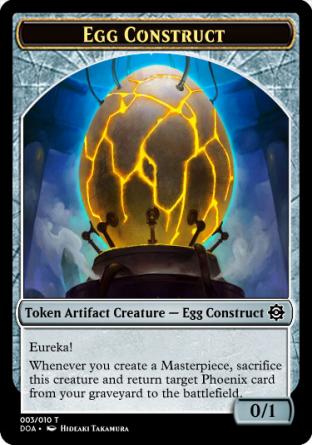 Egg Construct
Token Artifact Creature — Egg Construct
Eureka!
Whenever you create a Masterpiece, sacrifice
this creature and return target Phoenix card
from your graveyard to the battlefield.
0/1
003/010 T
DOA • Hideaki Takamura